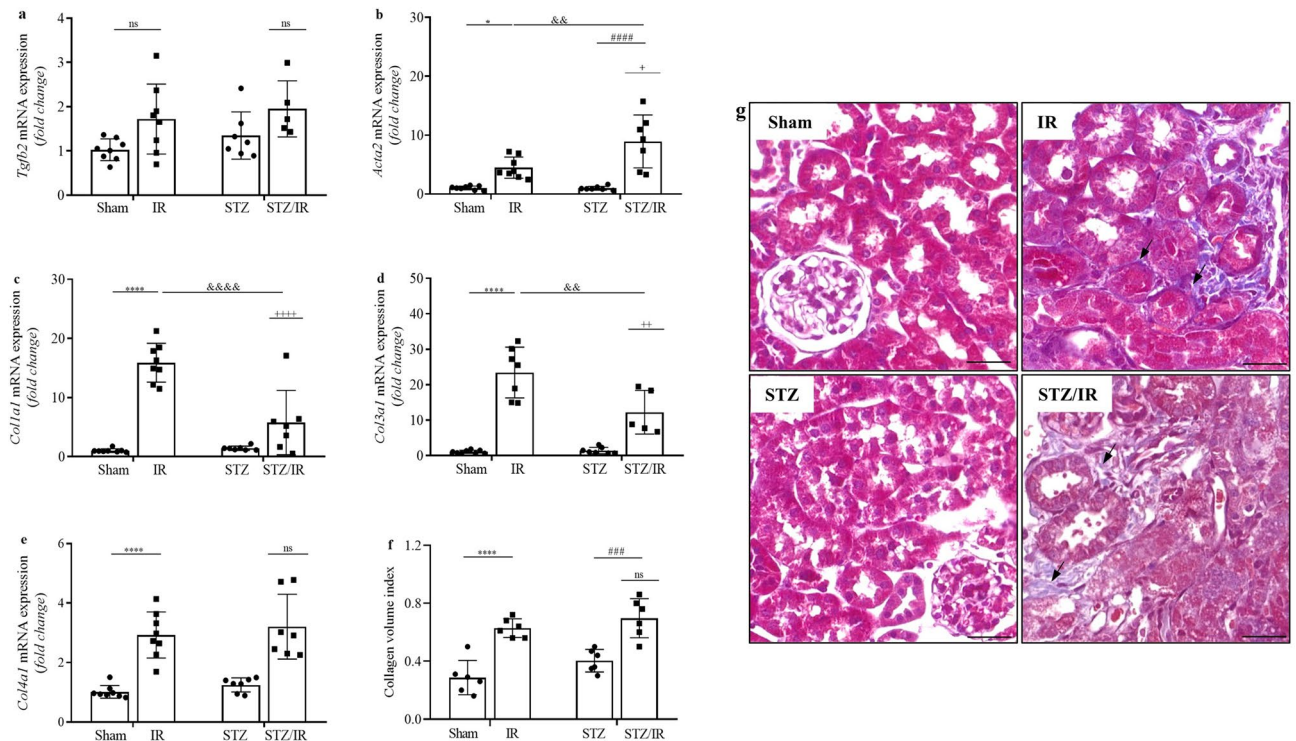 a
Tgfb2 mRNA expression
(fold change)
4
3
2
1
0
ns
ns
Sham
IR
STZ
STZ/IR
b
Acta2 mRNA expression
(fold change)
30
20
10
0
*
&&
####
+
Sham
IR
STZ
STZ/IR
c
Col1a1 mRNA expression
(fold change)
30
20
10
0
****
&&&&
++++
Sham
IR
STZ
STZ/IR
d
Col3a1 mRNA expression
(fold change)
50
40
30
20
10
0
****
&&
++
Sham
IR
STZ
STZ/IR
e
Col4a1 mRNA expression
(fold change)
6
4
2
0
****
ns
Sham
IR
STZ
STZ/IR
f
Collagen volume index
1.2
0.8
0.4
0.0
****
###
ns
Sham
IR
STZ
STZ/IR
g
Sham
IR
STZ
STZ/IR